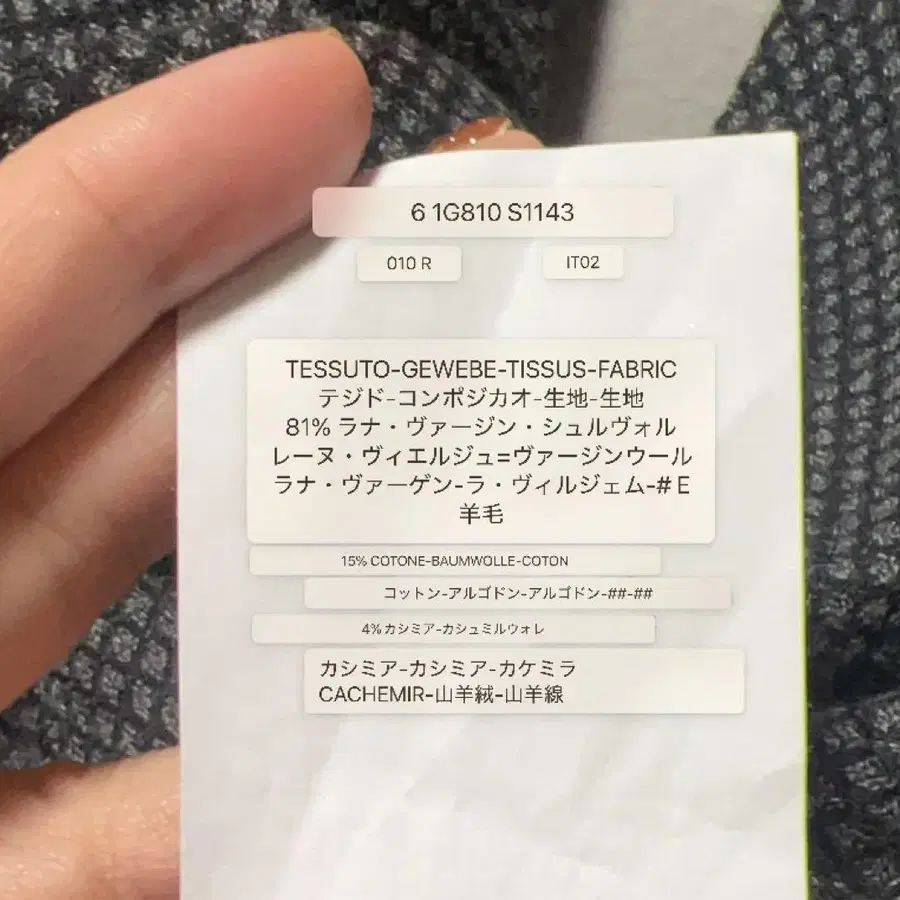 6 1G810 S1143
010 R
IT02
TESSUTO-GEWEBE-TISSUS-FABRIC
テジド-コンポジカオ-生地-生地
81% ラナ・ヴァージン・シュルヴォル
レーヌ・ヴィエルジュ=ヴァージンウール
ラナ・ヴァーゲン-ラ・ヴィルジェム-# E
羊毛
15% COTONE-BAUMWOLLE-COTON
コットン-アルゴドン-アルゴドン-##-##
4% カシミア-カシュミルウォレ
カシミア-カシミア-カケミラ
CACHEMIR-山羊絨-山羊線